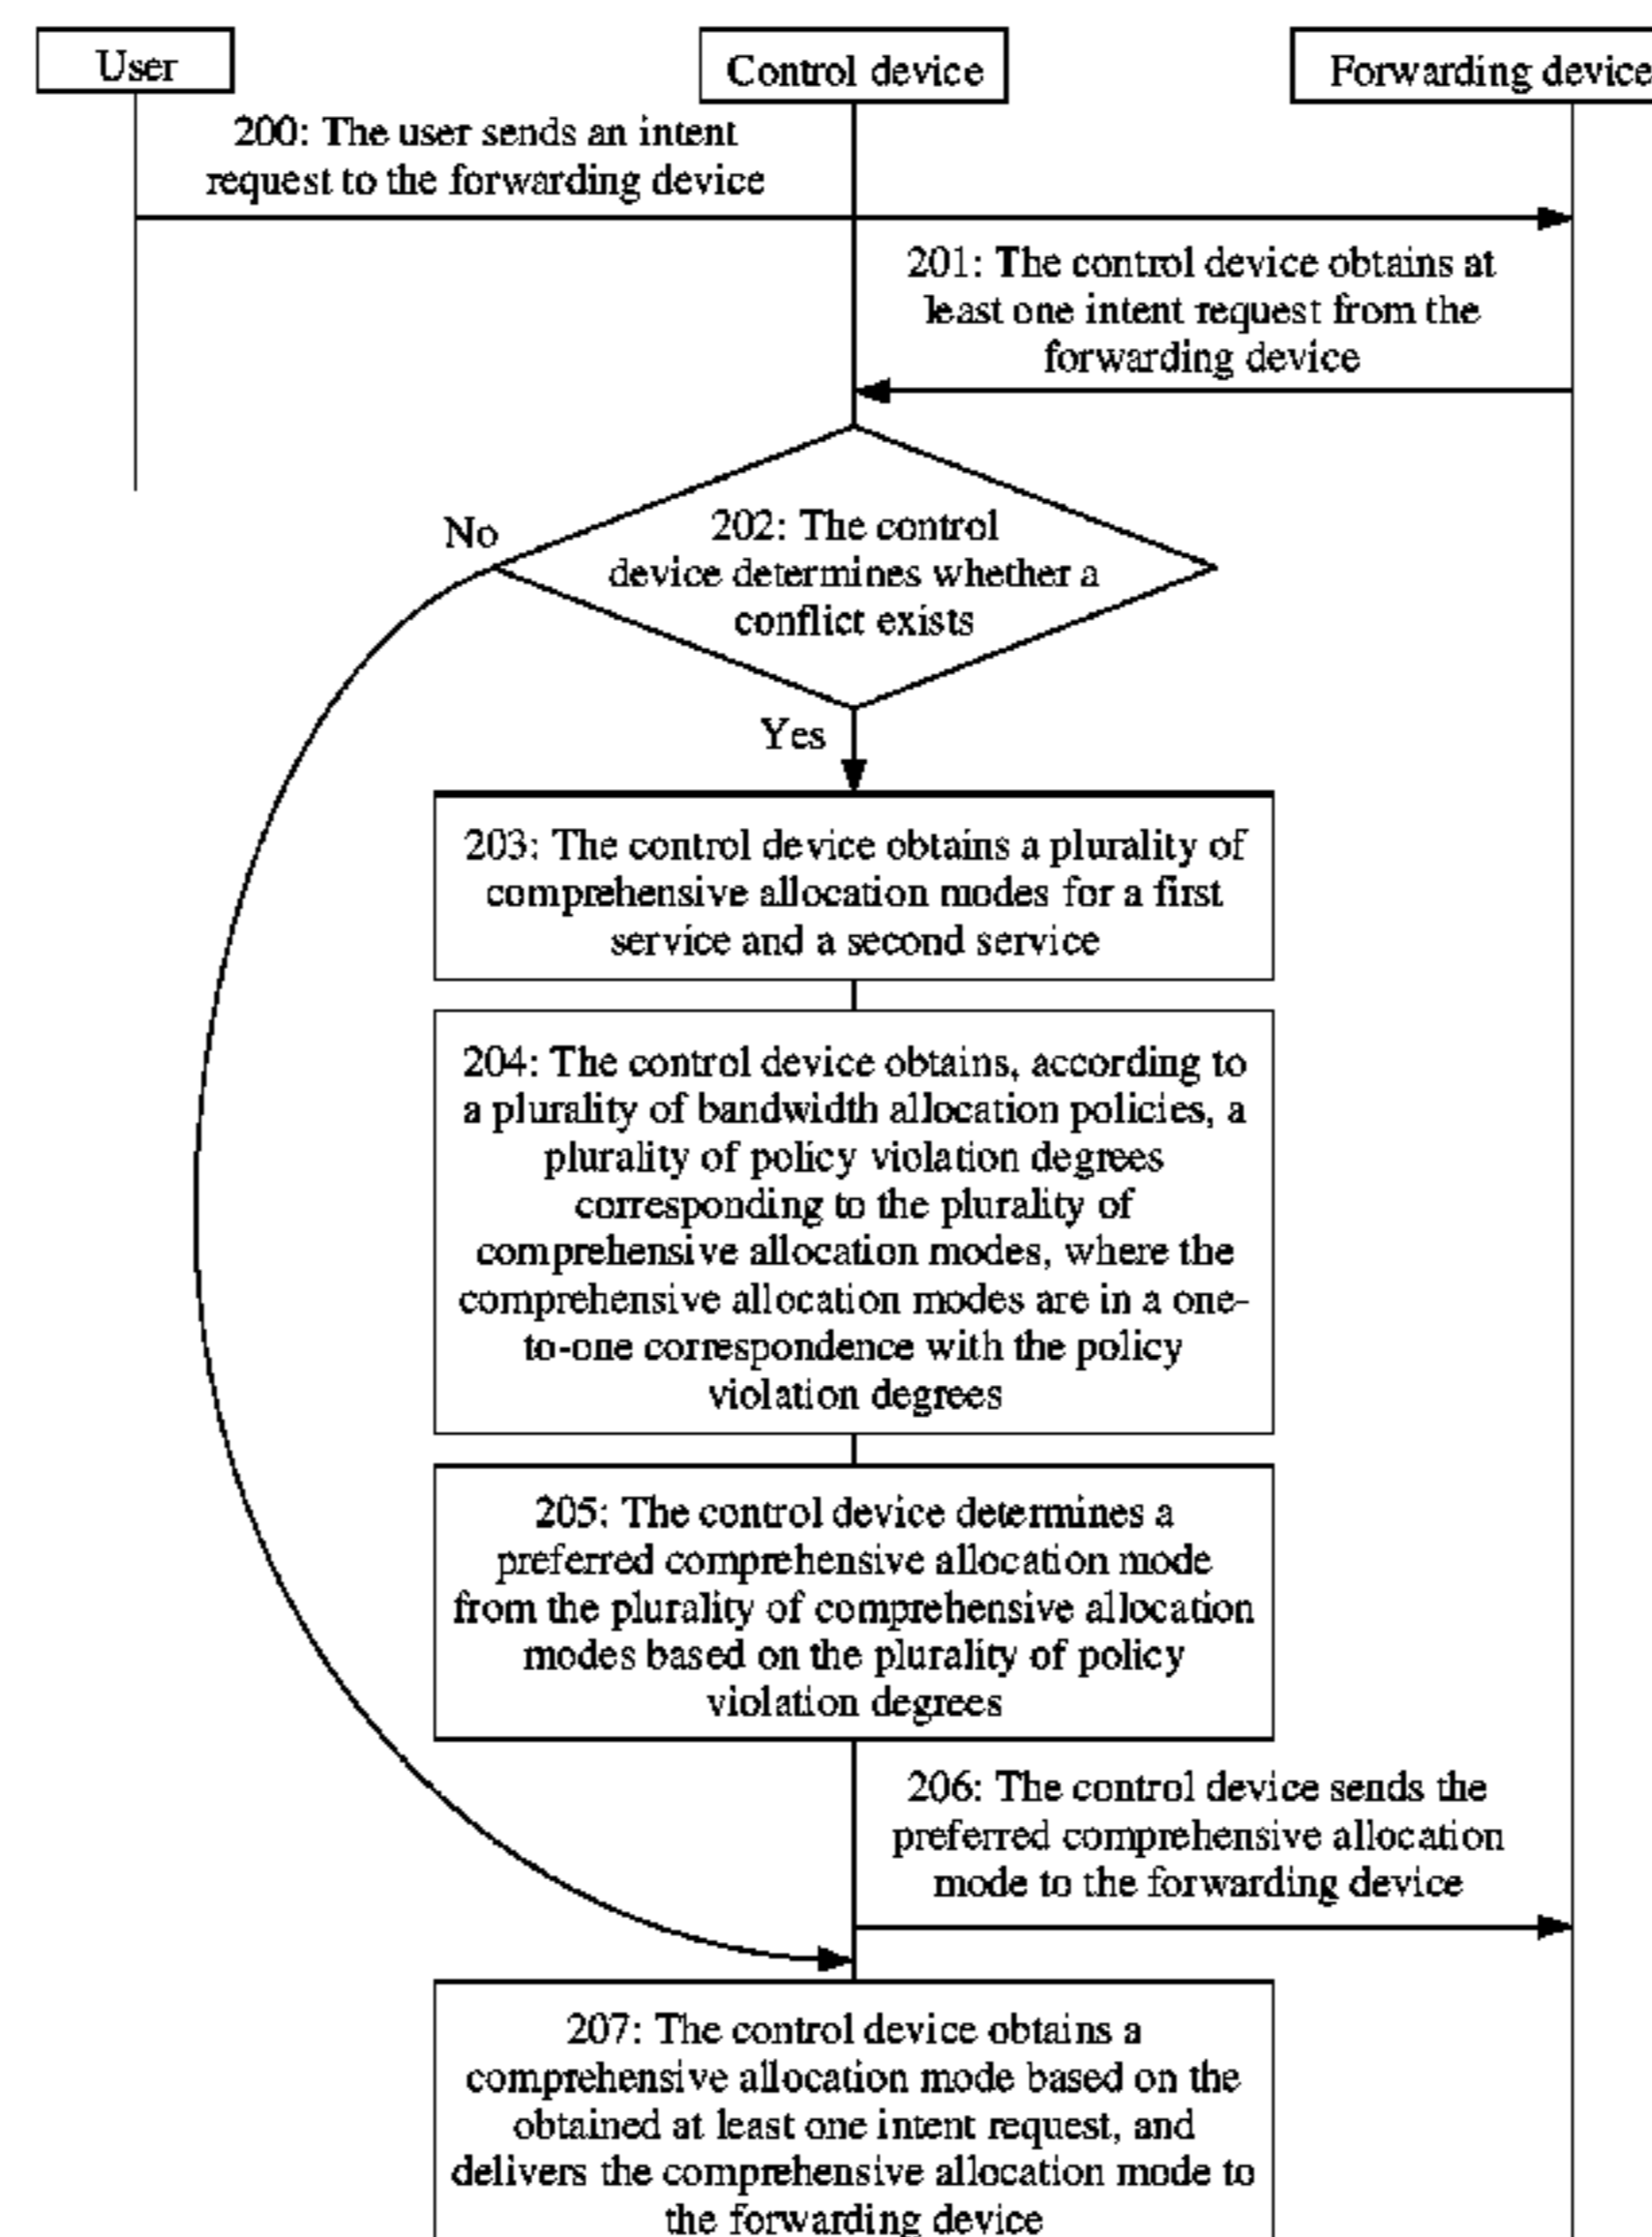 User
Control device
Forwarding device
200: The user sends an intent
request to the forwarding device
201: The control device obtains at
least one intent request from the
forwarding device
202: The control
device determines whether a
conflict exists
No
Yes
203: The control device obtains a plurality of
comprehensive allocation modes for a first
service and a second service
204: The control device obtains, according to
a plurality of bandwidth allocation policies, a
plurality of policy violation degrees
corresponding to the plurality of
comprehensive allocation modes, where the
comprehensive allocation modes are in a one-
to-one correspondence with the policy
violation degrees
205: The control device determines a
preferred comprehensive allocation mode
from the plurality of comprehensive allocation
modes based on the plurality of policy
violation degrees
206: The control device sends the
preferred comprehensive allocation
mode to the forwarding device
207: The control device obtains a
comprehensive allocation mode based on the
obtained at least one intent request, and
delivers the comprehensive allocation mode to
the forwarding device